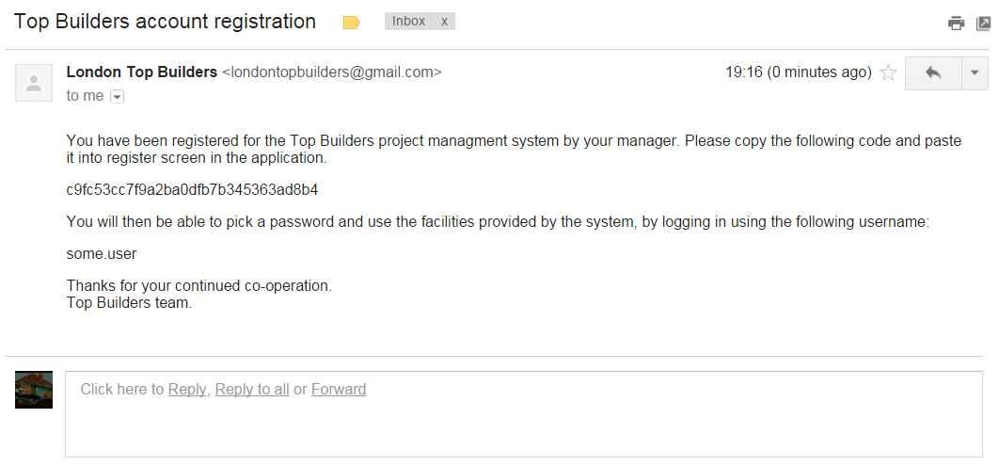 Top Builders account registration Inbox x
London Top Builders <londontopbuilders@gmail.com> 19:16 (0 minutes ago)
to me
You have been registered for the Top Builders project managment system by your manager. Please copy the following code and paste
it into register screen in the application.
c9fc53cc7f9a2ba0dfb7b345363ad8b4
You will then be able to pick a password and use the facilities provided by the system, by logging in using the following username:
some.user
Thanks for your continued co-operation.
Top Builders team.
Click here to Reply, Reply to all or Forward